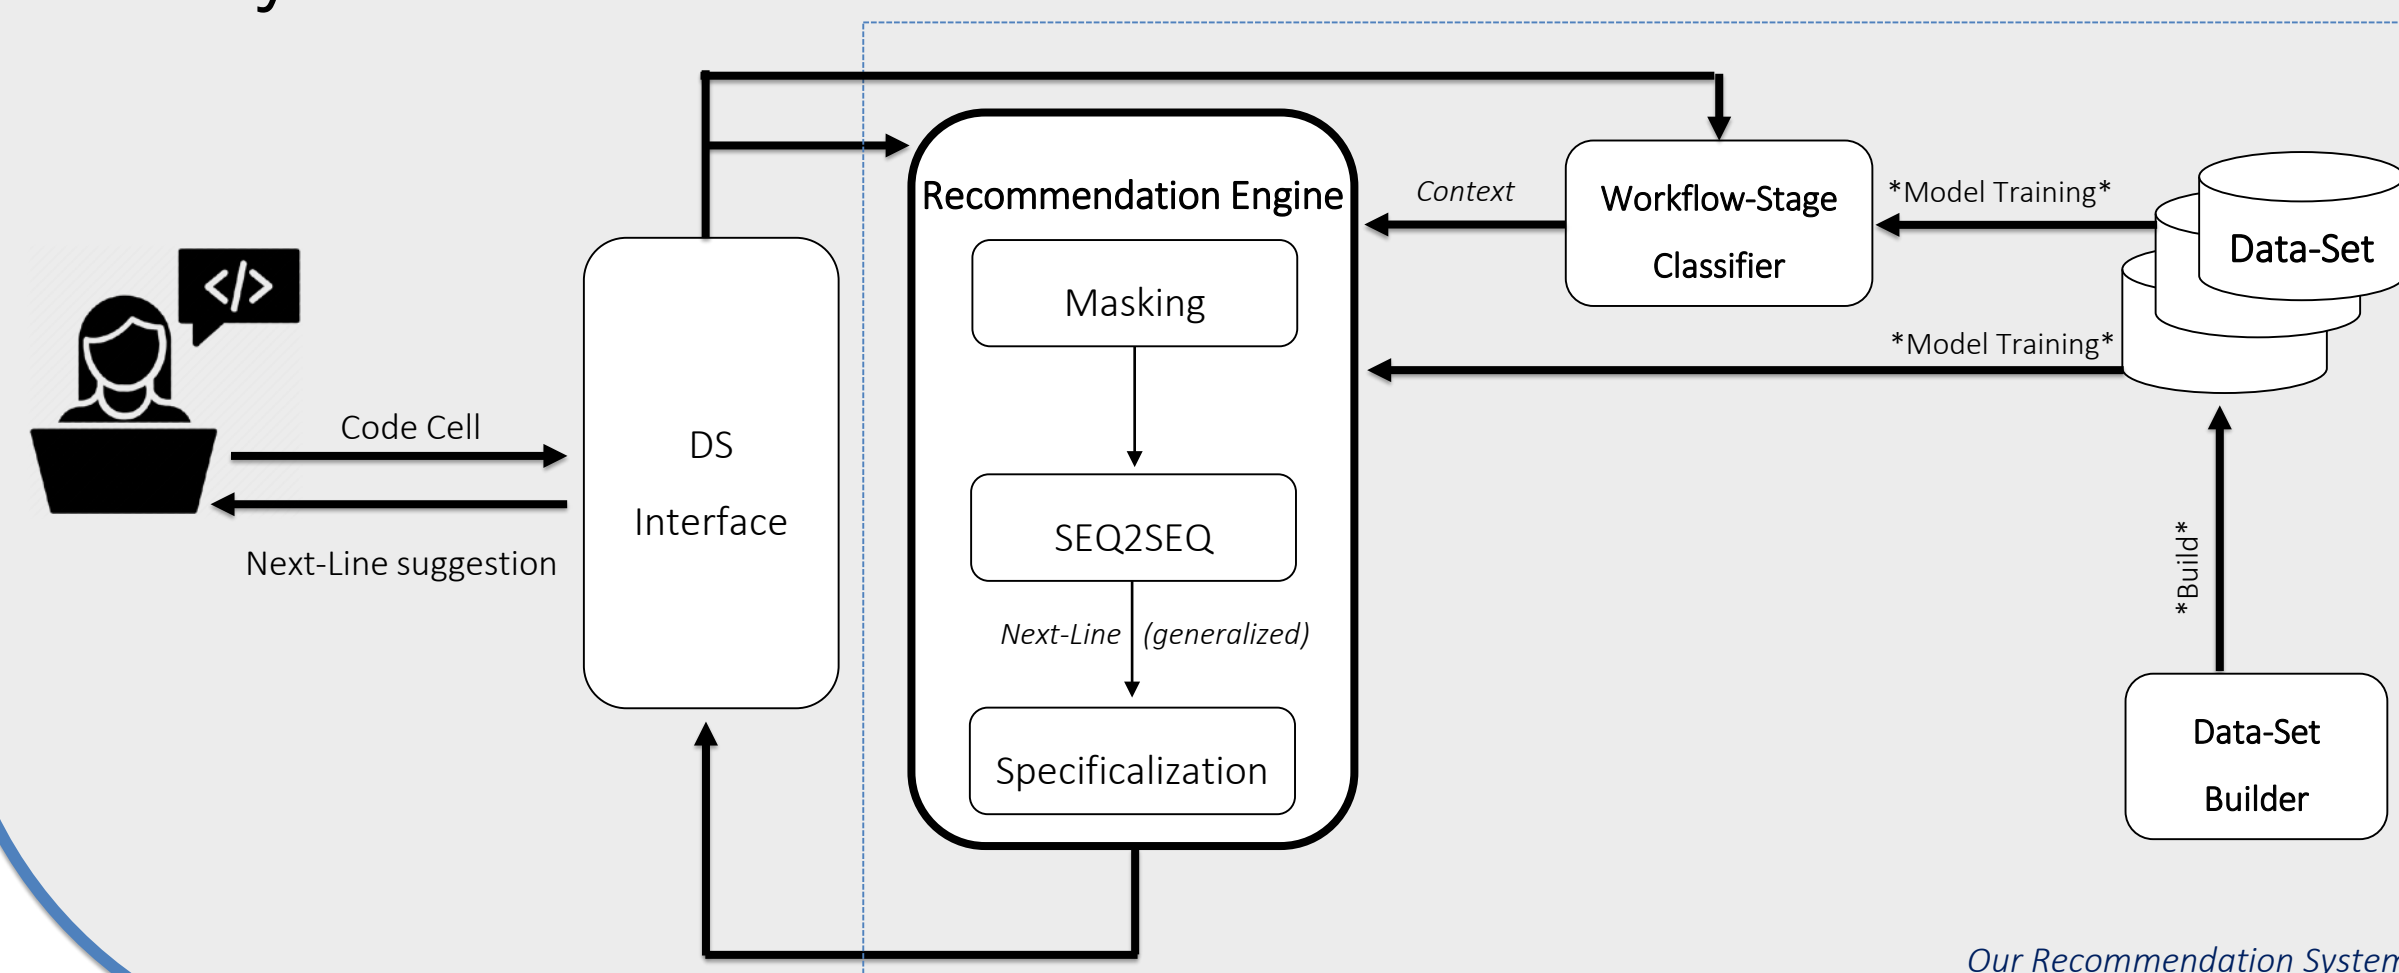 </>
Code Cell
Next-Line suggestion
DS
Interface
Recommendation Engine
Masking
SEQ2SEQ
Next-Line (generalized)
Specificalization
Context
Workflow-Stage
Classifier
*Model Training*
*Model Training*
Data-Set
*Build*
Data-Set
Builder
Our Recommendation System